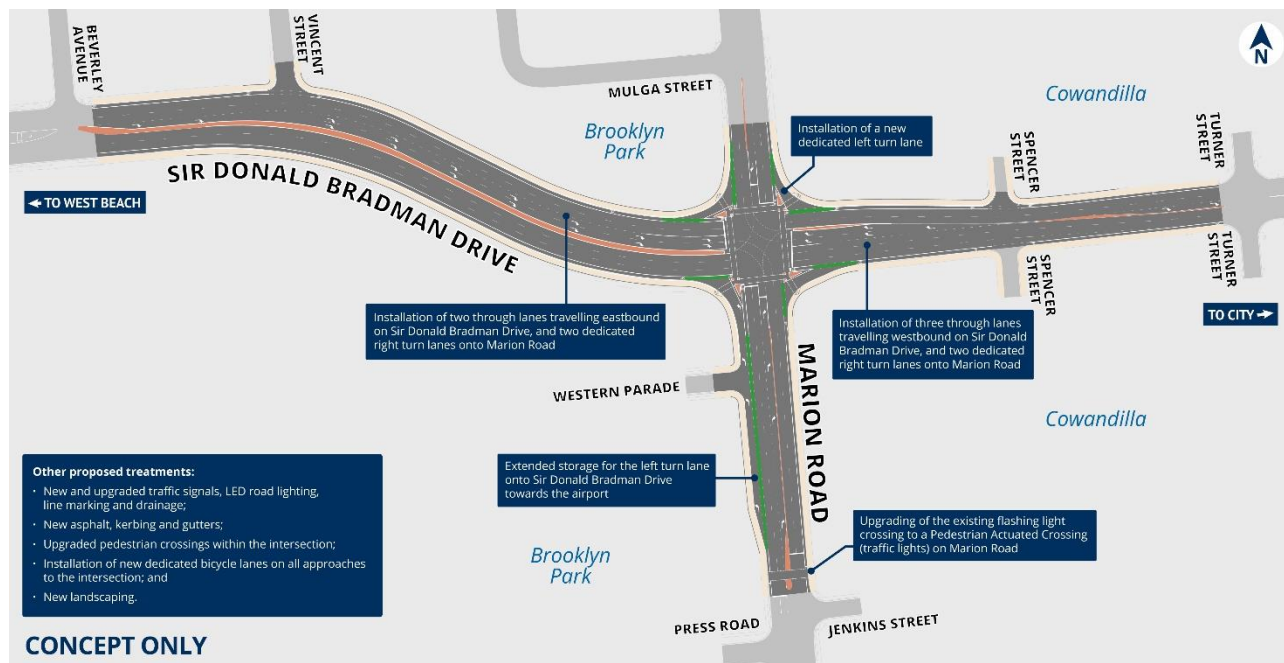 BEVERLEY
AVENUE
VINCENT
STREET
MULGA STREET
N
Cowandilla
Brooklyn
Park
Installation of a new
dedicated left turn lane
SPENCER
STREET
TURNER
STREET
← TO WEST BEACH
SIR DONALD BRADMAN DRIVE
SPENCER
STREET
TURNER
STREET
TO CITY →
Installation of two through lanes travelling eastbound
on Sir Donald Bradman Drive, and two dedicated
right turn lanes onto Marion Road
Installation of three through lanes
travelling westbound on Sir Donald
Bradman Drive, and two dedicated
right turn lanes onto Marion Road
WESTERN PARADE
MARION ROAD
Cowandilla
Extended storage for the left turn lane
onto Sir Donald Bradman Drive
towards the airport
Other proposed treatments:
· New and upgraded traffic signals, LED road lighting,
line marking and drainage;
· New asphalt, kerbing and gutters;
· Upgraded pedestrian crossings within the intersection;
· Installation of new dedicated bicycle lanes on all approaches
to the intersection; and
· New landscaping.
Upgrading of the existing flashing light
crossing to a Pedestrian Actuated Crossing
(traffic lights) on Marion Road
Brooklyn
Park
PRESS ROAD
JENKINS STREET
CONCEPT ONLY